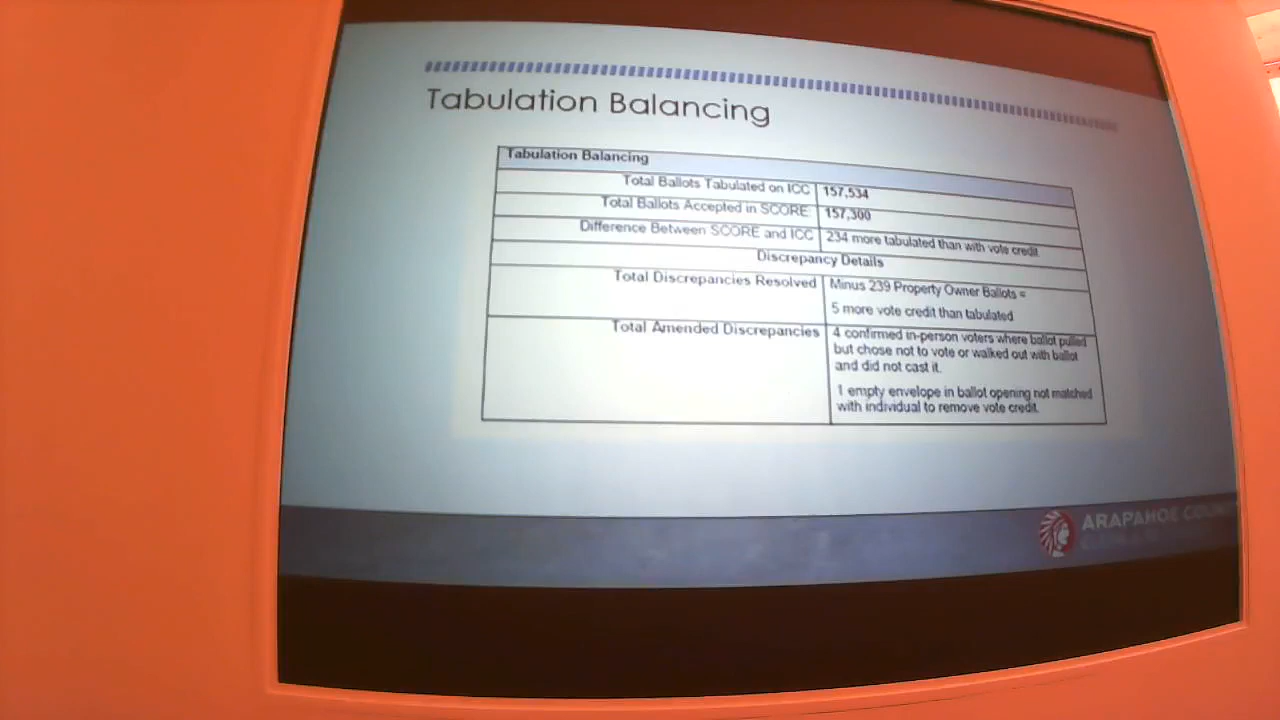 Tabulation Balancing
Tabulation Balancing
Total Ballots Tabulated on ICC 157,534
Total Ballots Accepted in SCORE 157,300
Difference Between SCORE and ICC 234 more tabulated than with vote credit.
Discrepancy Details
Total Discrepancies Resolved Minus 239 Property Owner Ballots =
5 more vote credit than tabulated
Total Amended Discrepancies 4 confirmed in-person voters where ballot pulled
but chose not to vote or walked out with ballot
and did not cast it.
1 empty envelope in ballot opening not matched
with individual to remove vote credit.
ARAPAHOE